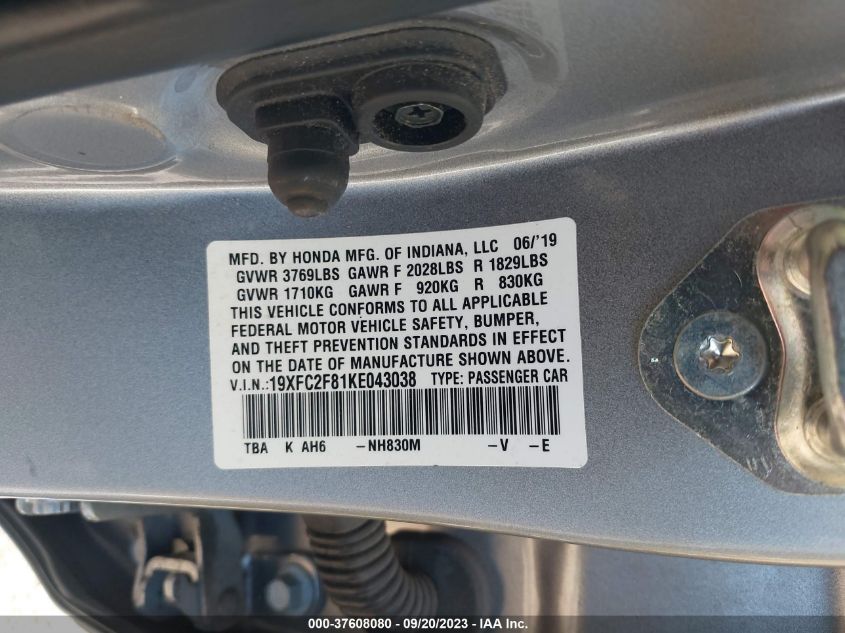 MFD. BY HONDA MFG. OF INDIANA, LLC 06/'19
GVWR 3769LBS GAWR F 2028LBS R 1829LBS
GVWR 1710KG GAWR F 920KG R 830KG
THIS VEHICLE CONFORMS TO ALL APPLICABLE
FEDERAL MOTOR VEHICLE SAFETY, BUMPER,
AND THEFT PREVENTION STANDARDS IN EFFECT
ON THE DATE OF MANUFACTURE SHOWN ABOVE.
V.I.N.:19XFC2F81KE043038 TYPE: PASSENGER CAR
TBA K AH6 -NH830M -V -E
000-37608080 - 09/20/2023 - IAAI.com.